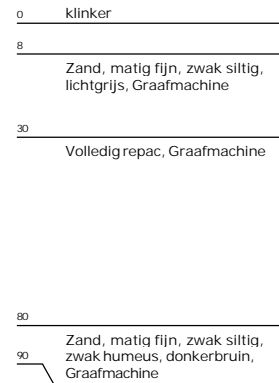 0 klinker
8
Zand, matig fijn, zwak siltig,
lichtgrijs, Graafmachine
30
Volledig repac, Graafmachine
80
Zand, matig fijn, zwak siltig,
90 zwak humeus, donkerbruin,
Graafmachine